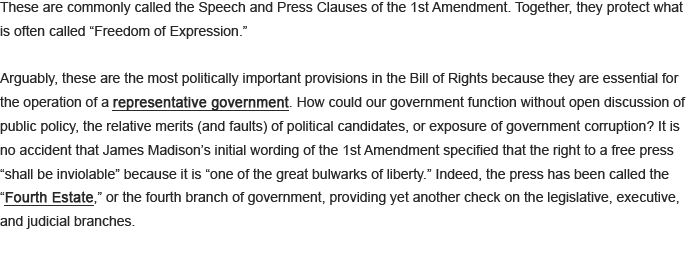 These are commonly called the Speech and Press Clauses of the 1st Amendment. Together, they protect what
is often called “Freedom of Expression.”
Arguably, these are the most politically important provisions in the Bill of Rights because they are essential for
the operation of a representative government. How could our government function without open discussion of
public policy, the relative merits (and faults) of political candidates, or exposure of government corruption? It is
no accident that James Madison’s initial wording of the 1st Amendment specified that the right to a free press
“shall be inviolable” because it is “one of the great bulwarks of liberty.” Indeed, the press has been called the
“Fourth Estate,” or the fourth branch of government, providing yet another check on the legislative, executive,
and judicial branches.